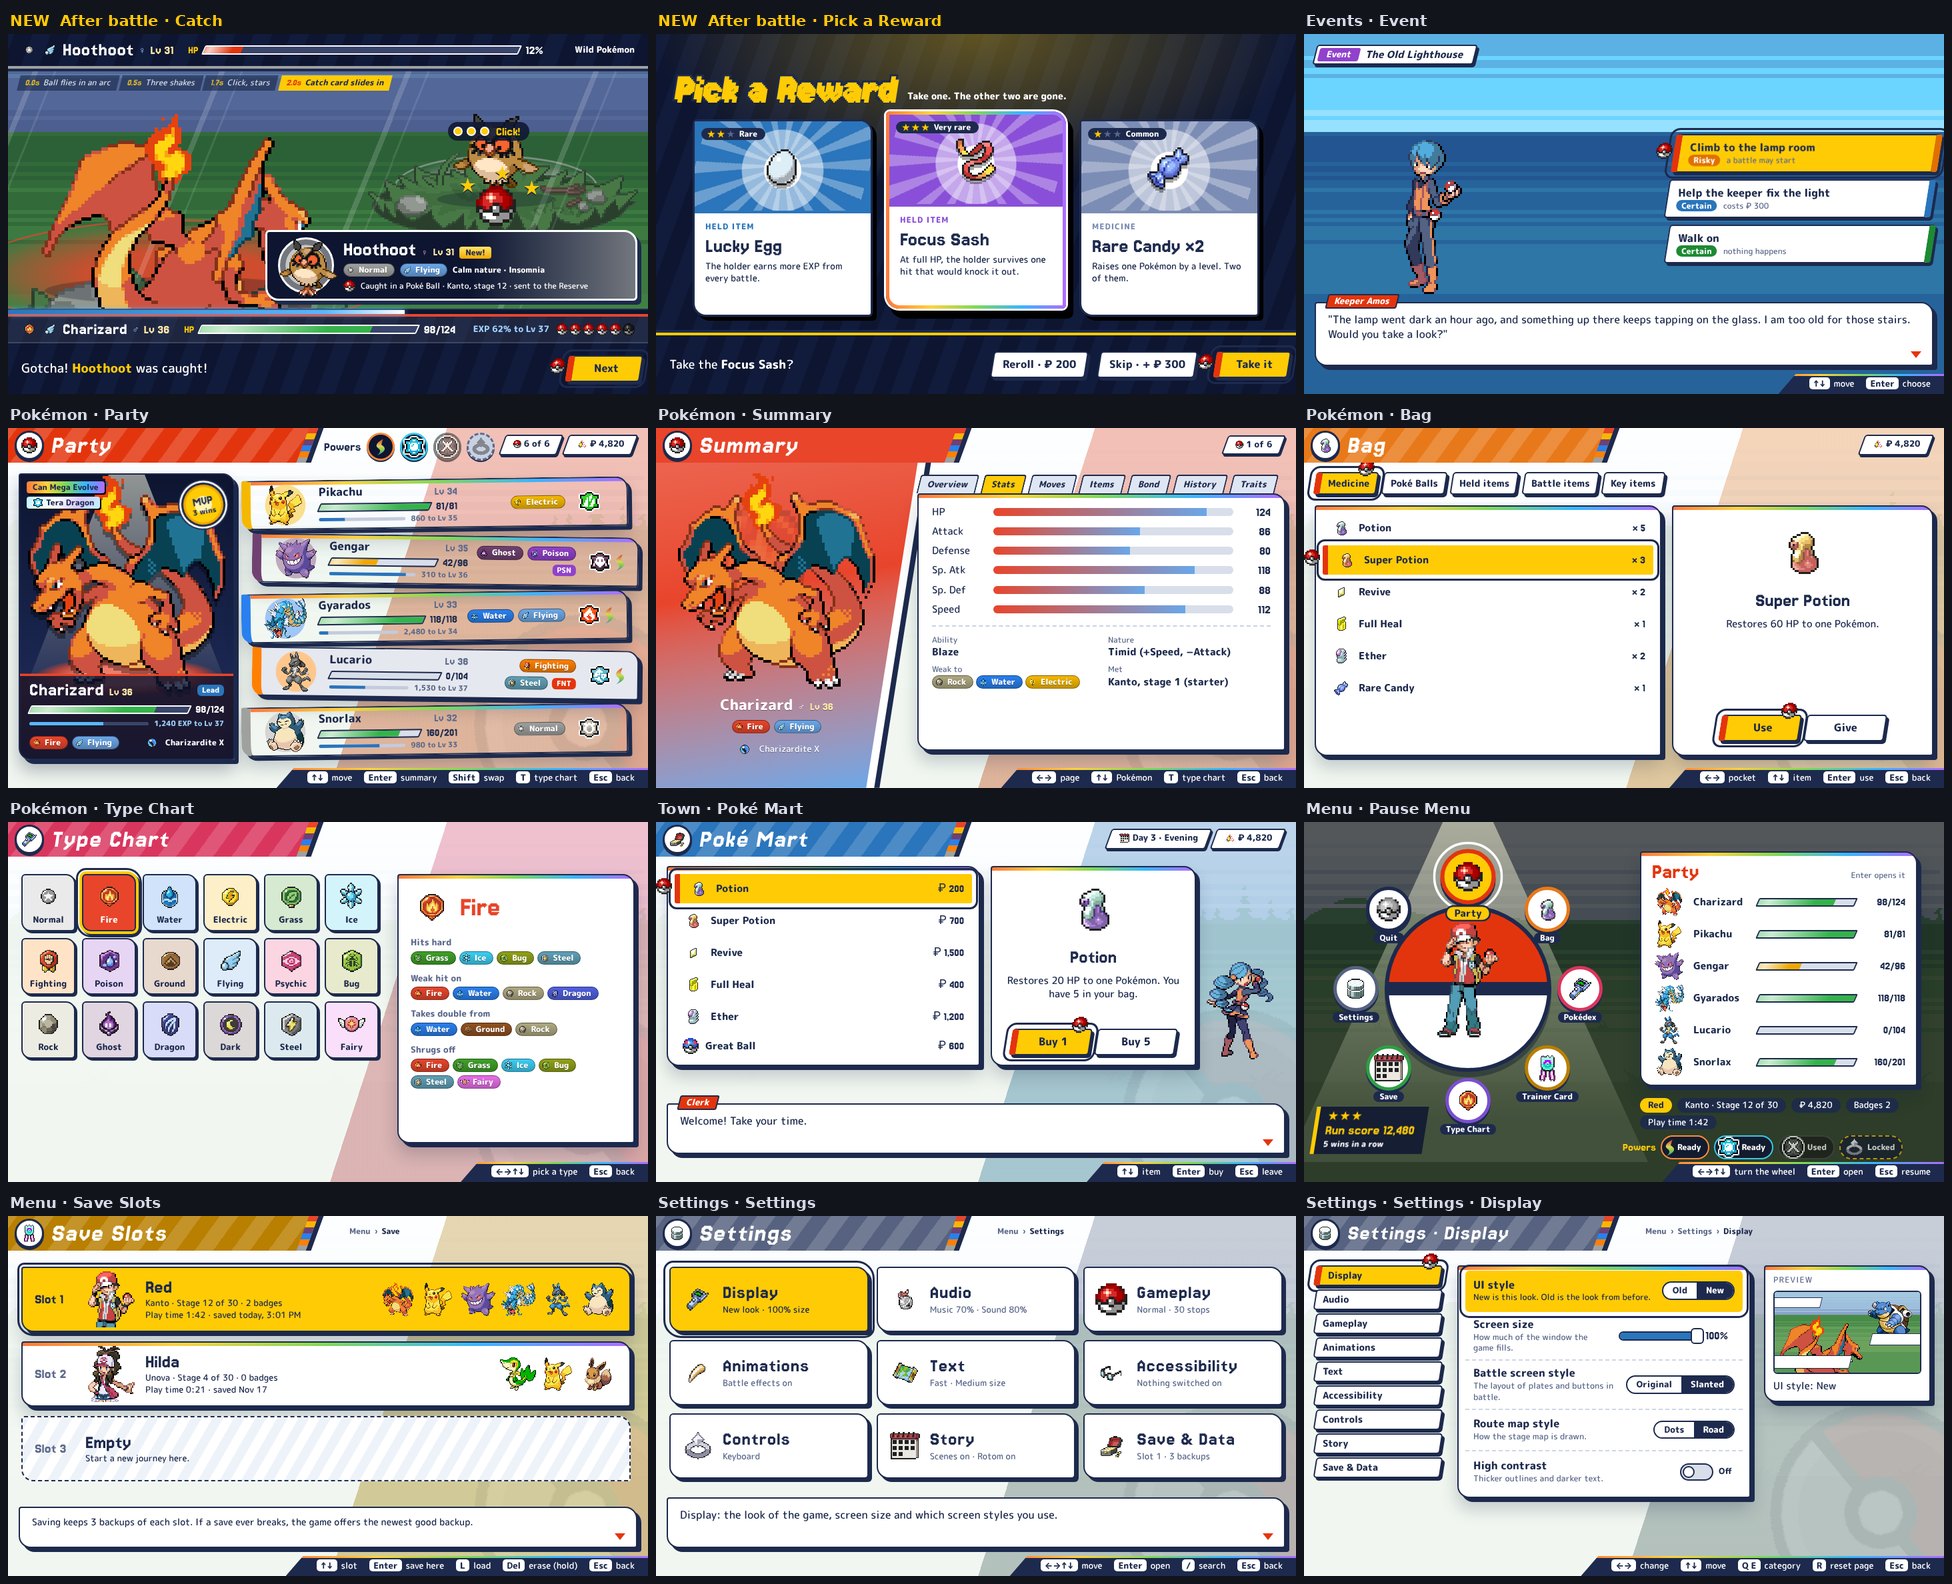 NEW After battle · Catch
Hoothoot ♀ Lv 31 HP 12% Wild Pokémon
0.0s Ball flies in an arc 0.5s Three shakes 1.7s Click, stars 2.0s Catch card slides in
Click!
Hoothoot ♀ Lv 31 New!
Normal Flying Calm nature · Insomnia
Caught in a Poké Ball · Kanto, stage 12 · sent to the Reserve
Charizard ♂ Lv 36 HP 98/124 EXP 62% to Lv 37
Gotcha! Hoothoot was caught!
Next
NEW After battle · Pick a Reward
Pick a Reward Take one. The other two are gone.
Rare
HELD ITEM
Lucky Egg
The holder earns more EXP from
every battle.
Very rare
HELD ITEM
Focus Sash
At full HP, the holder survives one
hit that would knock it out.
Common
MEDICINE
Rare Candy ×2
Raises one Pokémon by a level. Two
of them.
Take the Focus Sash?
Reroll · ₽ 200 Skip · + ₽ 300 Take it
Events · Event
Event The Old Lighthouse
Climb to the lamp room
Risky a battle may start
Help the keeper fix the light
Certain costs ₽ 300
Walk on
Certain nothing happens
Keeper Amos
"The lamp went dark an hour ago, and something up there keeps tapping on the glass. I am too old for those stairs.
Would you take a look?"
↑↓ move Enter choose
Pokémon · Party
Party Powers 6 of 6 ₽ 4,820
Can Mega Evolve
Tera Dragon
MVP
3 wins
Charizard Lv 36 Lead
98/124
1,240 EXP to Lv 37
Fire Flying Charizardite X
Pikachu Lv 34
81/81
860 to Lv 35
Electric
Gengar Lv 35
42/96
310 to Lv 36
Ghost Poison
PSN
Gyarados Lv 33
118/118
2,480 to Lv 34
Water Flying
Lucario Lv 36
0/104
1,530 to Lv 37
Fighting
Steel FNT
Snorlax Lv 32
160/201
980 to Lv 33
Normal
↑↓ move Enter summary Shift swap T type chart Esc back
Pokémon · Summary
Summary 1 of 6
Charizard ♂ Lv 36
Fire Flying
Charizardite X
Overview Stats Moves Items Bond History Traits
HP 124
Attack 86
Defense 80
Sp. Atk 118
Sp. Def 88
Speed 112
Ability
Blaze
Nature
Timid (+Speed, −Attack)
Weak to
Rock Water Electric
Met
Kanto, stage 1 (starter)
←→ page ↑↓ Pokémon T type chart Esc back
Pokémon · Bag
Bag ₽ 4,820
Medicine Poké Balls Held items Battle items Key items
Potion × 5
Super Potion × 3
Revive × 2
Full Heal × 1
Ether × 2
Rare Candy × 1
Super Potion
Restores 60 HP to one Pokémon.
Use Give
←→ pocket ↑↓ item Enter use Esc back
Pokémon · Type Chart
Type Chart
Normal Fire Water Electric Grass Ice
Fighting Poison Ground Flying Psychic Bug
Rock Ghost Dragon Dark Steel Fairy
Fire
Hits hard
Grass Ice Bug Steel
Weak hit on
Fire Water Rock Dragon
Takes double from
Water Ground Rock
Shrugs off
Fire Grass Ice Bug
Steel Fairy
←→↑↓ pick a type Esc back
Town · Poké Mart
Poké Mart Day 3 · Evening ₽ 4,820
Potion ₽ 200
Super Potion ₽ 700
Revive ₽ 1,500
Full Heal ₽ 400
Ether ₽ 1,200
Great Ball ₽ 600
Potion
Restores 20 HP to one Pokémon. You
have 5 in your bag.
Buy 1 Buy 5
Clerk
Welcome! Take your time.
↑↓ item Enter buy Esc leave
Menu · Pause Menu
Party
Quit
Bag
Settings
Pokédex
Save
Trainer Card
Type Chart
Run score 12,480
5 wins in a row
Party Enter opens it
Charizard 98/124
Pikachu 81/81
Gengar 42/96
Gyarados 118/118
Lucario 0/104
Snorlax 160/201
Red Kanto · Stage 12 of 30 ₽ 4,820 Badges 2
Play time 1:42
Powers Ready Ready Used Locked
←→↑↓ turn the wheel Enter open Esc resume
Menu · Save Slots
Save Slots Menu › Save
Slot 1
Red
Kanto · Stage 12 of 30 · 2 badges
Play time 1:42 · saved today, 3:01 PM
Slot 2
Hilda
Unova · Stage 4 of 30 · 0 badges
Play time 0:21 · saved Nov 17
Slot 3
Empty
Start a new journey here.
Saving keeps 3 backups of each slot. If a save ever breaks, the game offers the newest good backup.
↑↓ slot Enter save here L load Del erase (hold) Esc back
Settings · Settings
Settings Menu › Settings
Display
New look · 100% size
Audio
Music 70% · Sound 80%
Gameplay
Normal · 30 stops
Animations
Battle effects on
Text
Fast · Medium size
Accessibility
Nothing switched on
Controls
Keyboard
Story
Scenes on · Rotom on
Save & Data
Slot 1 · 3 backups
Display: the look of the game, screen size and which screen styles you use.
←→↑↓ move Enter open / search Esc back
Settings · Settings · Display
Settings · Display Menu › Settings › Display
Display
Audio
Gameplay
Animations
Text
Accessibility
Controls
Story
Save & Data
UI style
New is this look. Old is the look from before.
Old New
Screen size
How much of the window the
game fills.
100%
Battle screen style
The layout of plates and buttons in
battle.
Original Slanted
Route map style
How the stage map is drawn.
Dots Road
High contrast
Thicker outlines and darker text.
Off
PREVIEW
UI style: New
←→ change ↑↓ move Q E category R reset page Esc back